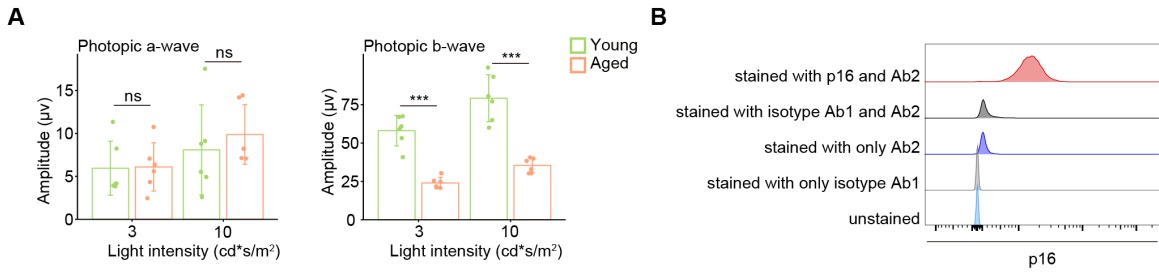 A
Photopic a-wave
ns
ns
Amplitude (μv)
15
10
5
0
3
10
Light intensity (cd*s/m²)
Photopic b-wave
***
***
Amplitude (μv)
75
50
25
0
3
10
Light intensity (cd*s/m²)
Young
Aged
B
stained with p16 and Ab2
stained with isotype Ab1 and Ab2
stained with only Ab2
stained with only isotype Ab1
unstained
p16